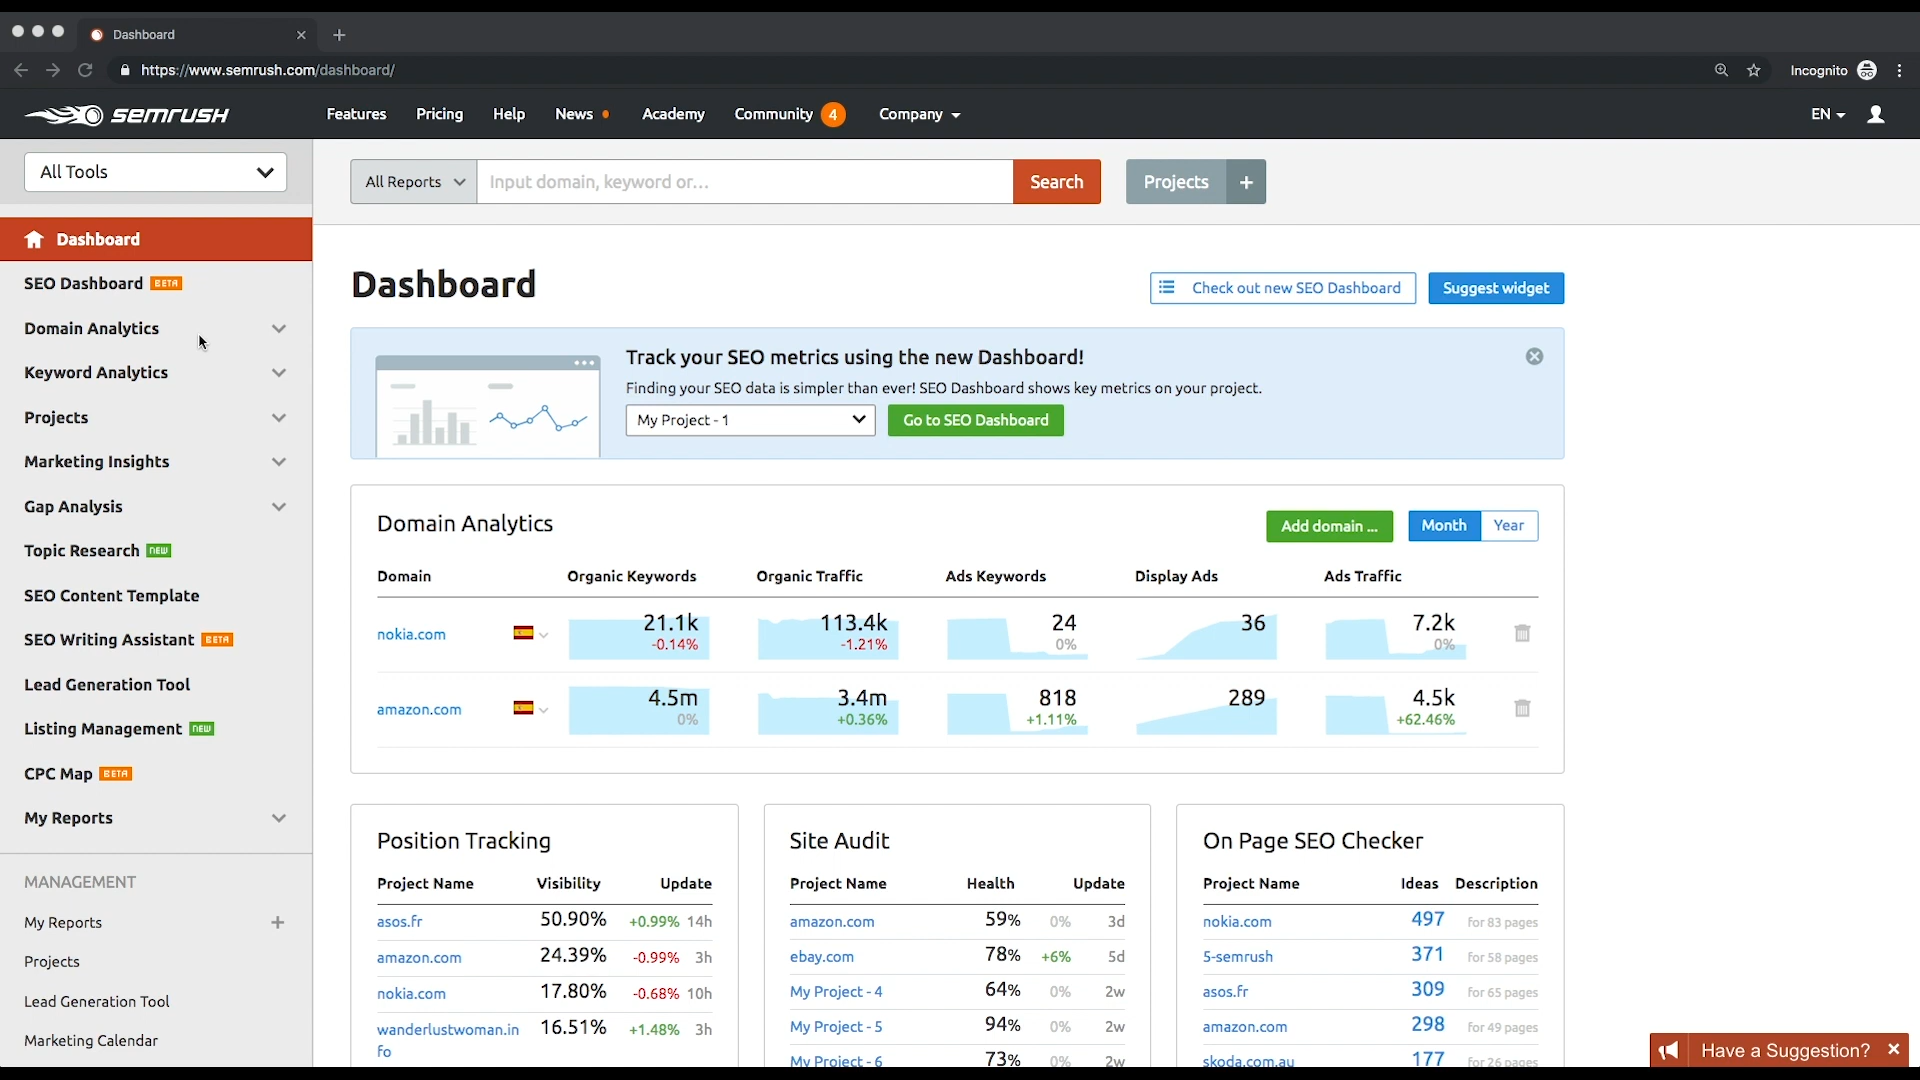 Dashboard
https://www.semrush.com/dashboard/
Incognito
SEMRUSH
Features Pricing Help News Academy Community 4 Company
EN
All Tools
All Reports Input domain, keyword or... Search Projects +
Dashboard
SEO Dashboard BETA
Domain Analytics
Keyword Analytics
Projects
Marketing Insights
Gap Analysis
Topic Research NEW
SEO Content Template
SEO Writing Assistant BETA
Lead Generation Tool
Listing Management NEW
CPC Map BETA
My Reports
MANAGEMENT
My Reports +
Projects
Lead Generation Tool
Marketing Calendar
Dashboard
Check out new SEO Dashboard Suggest widget
Track your SEO metrics using the new Dashboard!
Finding your SEO data is simpler than ever! SEO Dashboard shows key metrics on your project.
My Project - 1 Go to SEO Dashboard
Domain Analytics
Add domain ... Month Year
Domain Organic Keywords Organic Traffic Ads Keywords Display Ads Ads Traffic
nokia.com 21.1k 113.4k 24 36 7.2k
-0.14% -1.21% 0% 0%
amazon.com 4.5m 3.4m 818 289 4.5k
0% +0.36% +1.11% +62.46%
Position Tracking
Project Name Visibility Update
asos.fr 50.90% +0.99% 14h
amazon.com 24.39% -0.99% 3h
nokia.com 17.80% -0.68% 10h
wanderlustwoman.in 16.51% +1.48% 3h
fo
Site Audit
Project Name Health Update
amazon.com 59% 0% 3d
ebay.com 78% +6% 5d
My Project - 4 64% 0% 2w
My Project - 5 94% 0% 2w
My Project - 6 73% 0% 2w
On Page SEO Checker
Project Name Ideas Description
nokia.com 497 for 83 pages
5-semrush 371 for 58 pages
asos.fr 309 for 65 pages
amazon.com 298 for 49 pages
skoda.com.au 177 for 26 pages
Have a Suggestion?